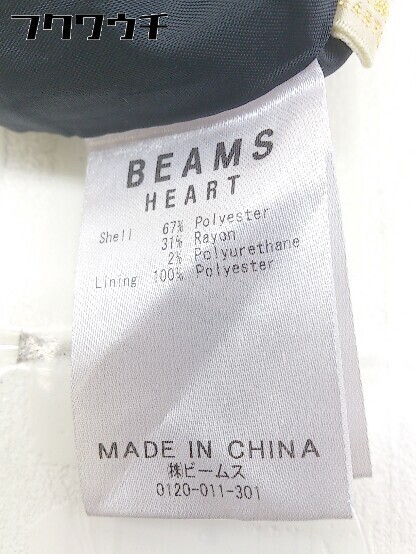 フクワウチ
BEAMS
HEART
Shell 67% Polyester
31% Rayon
2% Polyurethane
Lining 100% Polyester
MADE IN CHINA
㈱ビームス
0120-011-301